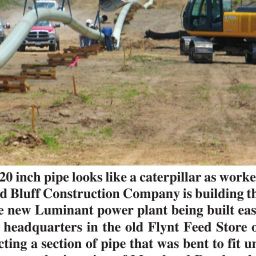 20 inch pipe looks like a caterpillar as worke
d Bluff Construction Company is building th
e new Luminant power plant being built eas
headquarters in the old Flynt Feed Store o
cting a section of pipe that was bent to fit un